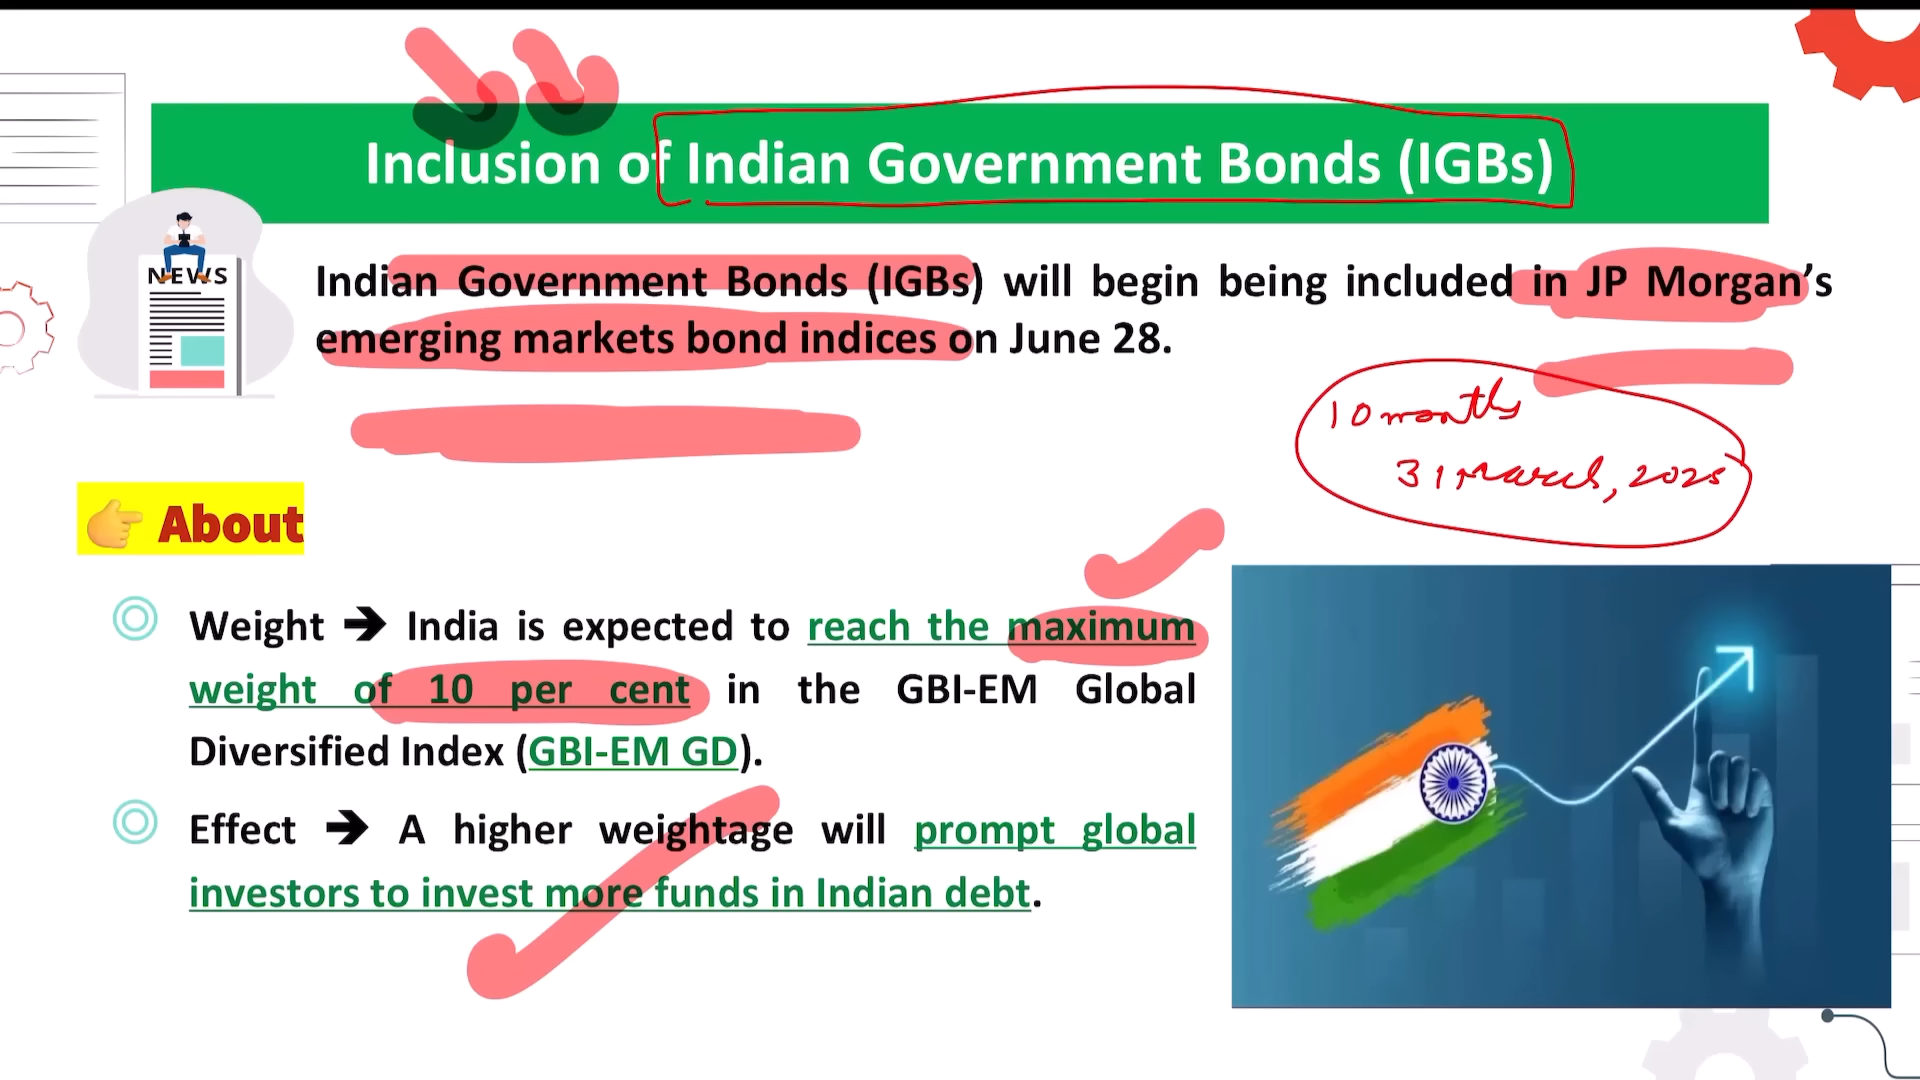 Inclusion of Indian Government Bonds (IGBs)
NEWS
Indian Government Bonds (IGBs) will begin being included in JP Morgan’s
emerging markets bond indices on June 28.
10 months
31 March, 2025
👉 About
Weight ➔ India is expected to reach the maximum
weight of 10 per cent in the GBI-EM Global
Diversified Index (GBI-EM GD).
Effect ➔ A higher weightage will prompt global
investors to invest more funds in Indian debt.